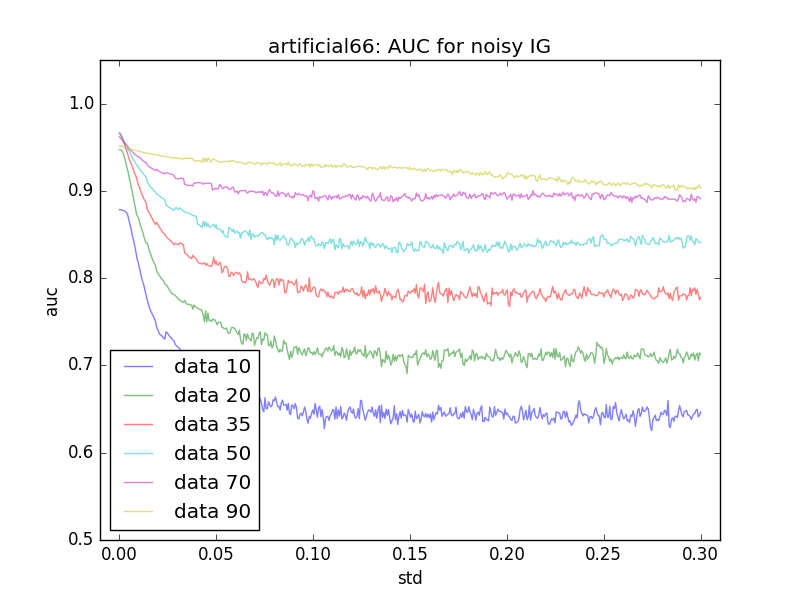 artificial66: AUC for noisy IG
auc
1.0
0.9
0.8
0.7
0.6
0.5
data 10
data 20
data 35
data 50
data 70
data 90
0.00 0.05 0.10 0.15 0.20 0.25 0.30
std